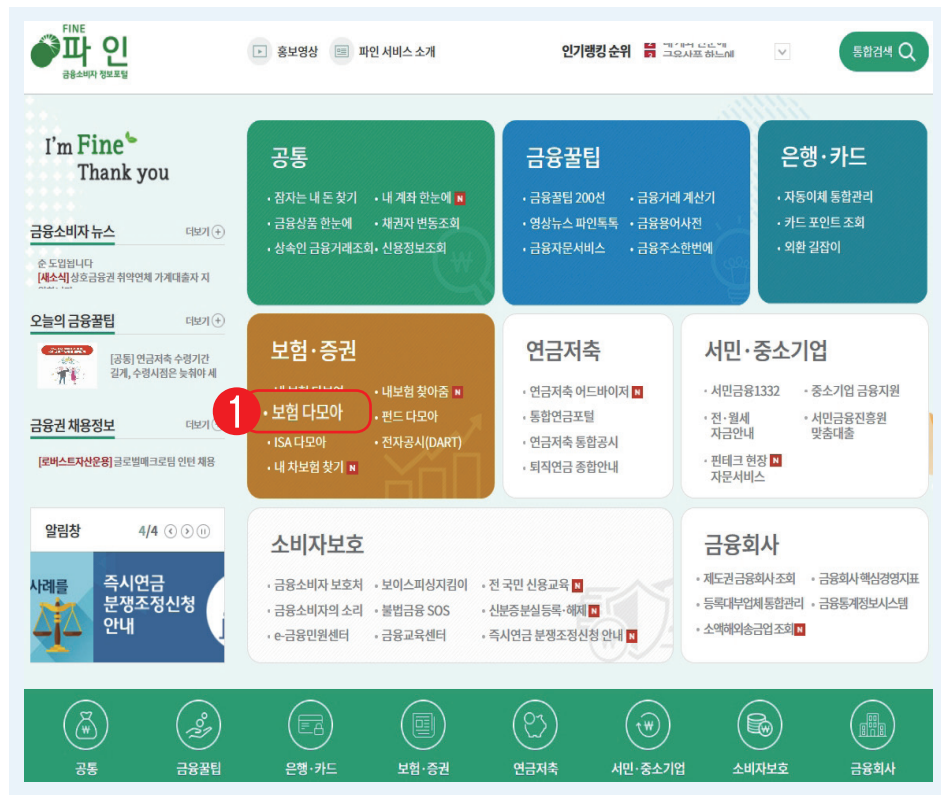 FINE
파인
금융소비자 정보포털
홍보영상
파인 서비스 소개
인기랭킹 순위
통합검색
I'm Fine
Thank you
금융소비자 뉴스 더보기
순 도입됩니다
[새소식] 상호금융권 취약연체 가계대출자 지
오늘의 금융꿀팁 더보기
[공통] 연금저축 수령기간
길게, 수령시점은 늦춰야 세
금융권 채용정보 더보기
[로버스트자산운용] 글로벌매크로팀 인턴 채용
알림창 4/4
사례를
즉시연금
분쟁조정신청
안내
공통
· 잠자는 내 돈 찾기 · 내 계좌 한눈에 N
· 금융상품 한눈에 · 채권자 변동조회
· 상속인 금융거래조회 · 신용정보조회
금융꿀팁
· 금융꿀팁 200선 · 금융거래 계산기
· 영상뉴스 파인톡톡 · 금융용어사전
· 금융자문서비스 · 금융주소한번에
은행·카드
· 자동이체 통합관리
· 카드 포인트 조회
· 외환 길잡이
보험·증권
· 내보험 찾아줌 N
1
· 보험 다모아
· 펀드 다모아
· ISA 다모아 · 전자공시(DART)
· 내 차보험 찾기 N
연금저축
· 연금저축 어드바이저 N
· 통합연금포털
· 연금저축 통합공시
· 퇴직연금 종합안내
서민·중소기업
· 서민금융1332 · 중소기업 금융지원
· 전·월세 자금안내 · 서민금융진흥원 맞춤대출
· 핀테크 현장 N
자문서비스
소비자보호
· 금융소비자 보호처 · 보이스피싱지킴이 · 전 국민 신용교육 N
· 금융소비자의 소리 · 불법금융 SOS · 신분증분실 등록·해제 N
· e-금융민원센터 · 금융교육센터 · 즉시연금 분쟁조정신청 안내 N
금융회사
· 제도권 금융회사 조회 · 금융회사 핵심경영지표
· 등록대부업체 통합관리 · 금융통계정보시스템
· 소액해외송금업 조회 N
공통 금융꿀팁 은행·카드 보험·증권 연금저축 서민·중소기업 소비자보호 금융회사